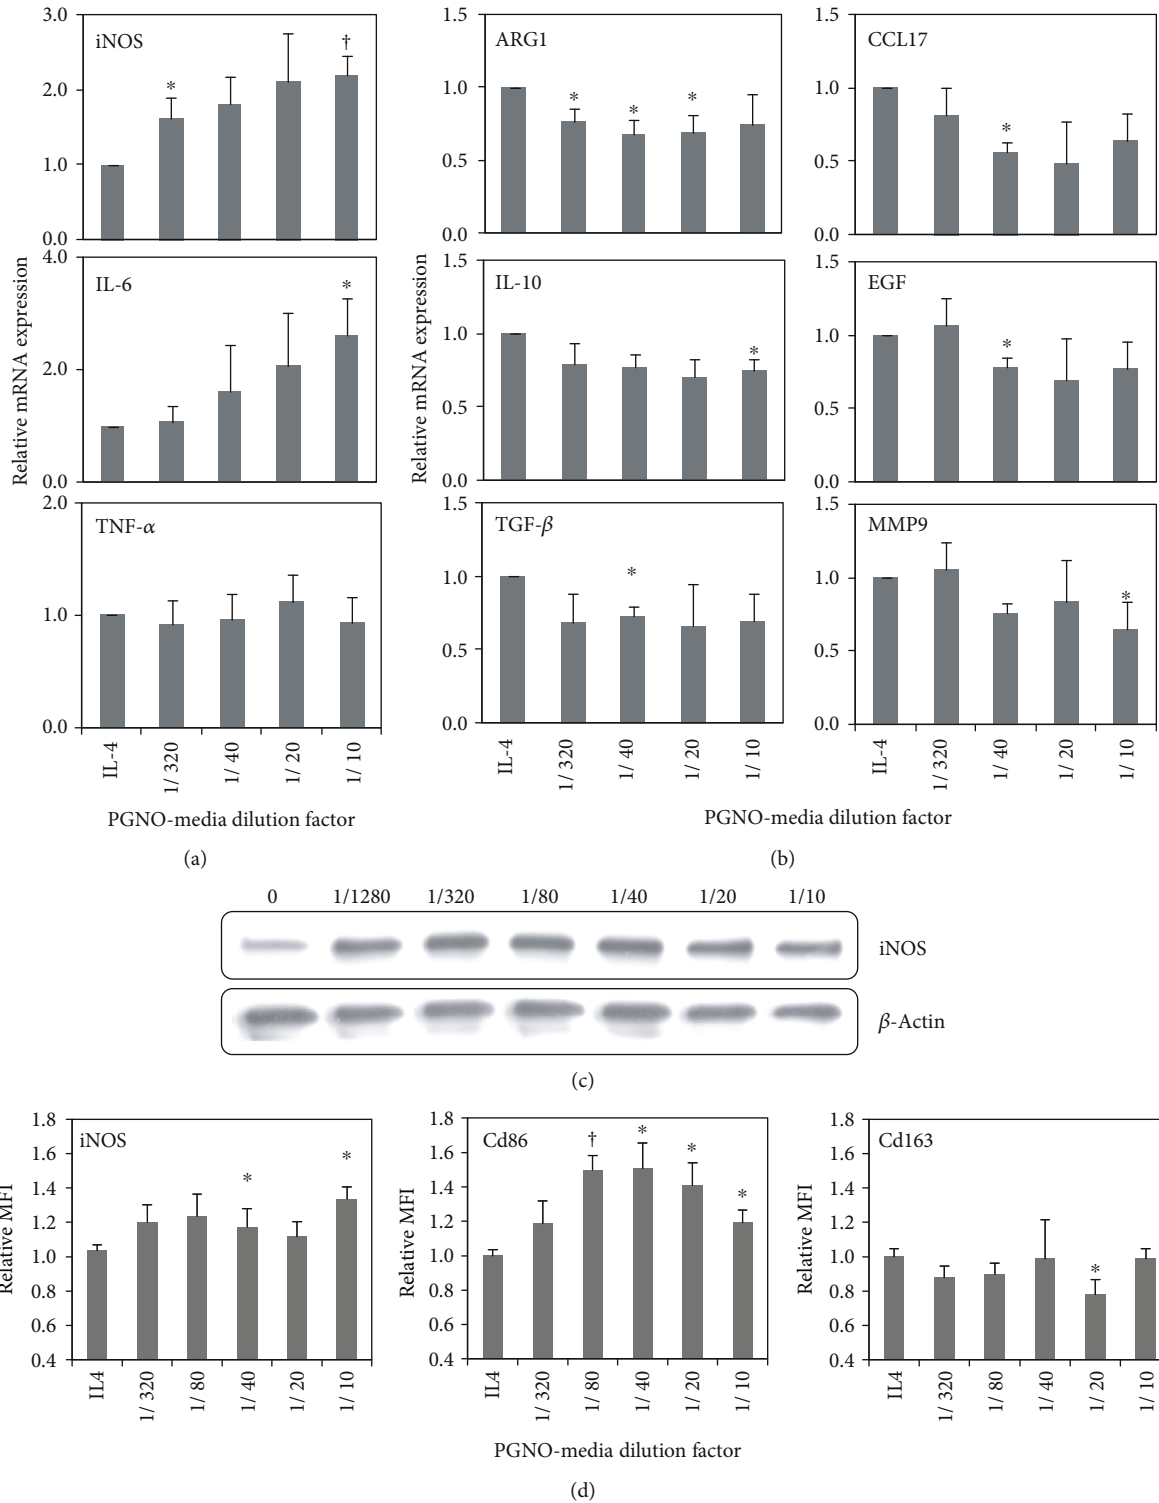 iNOS
3.0
2.0
1.0
0.0
*
†
IL-6
4.0
2.0
0.0
*
TNF-α
2.0
1.0
0.0
Relative mRNA expression
IL-4
1/ 320
1/ 40
1/ 20
1/ 10
PGNO-media dilution factor
(a)
ARG1
1.5
1.0
0.5
0.0
* * *
CCL17
1.5
1.0
0.5
0.0
*
IL-10
1.5
1.0
0.5
0.0
*
EGF
1.5
1.0
0.5
0.0
*
TGF-β
1.5
1.0
0.5
0.0
*
MMP9
1.5
1.0
0.5
0.0
*
Relative mRNA expression
IL-4
1/ 320
1/ 40
1/ 20
1/ 10
IL-4
1/ 320
1/ 40
1/ 20
1/ 10
PGNO-media dilution factor
(b)
0 1/1280 1/320 1/80 1/40 1/20 1/10
iNOS
β-Actin
(c)
iNOS
1.8
1.6
1.4
1.2
1.0
0.8
0.6
0.4
* *
Relative MFI
IL4
1/ 320
1/ 80
1/ 40
1/ 20
1/ 10
Cd86
1.8
1.6
1.4
1.2
1.0
0.8
0.6
0.4
† * * *
Relative MFI
IL4
1/ 320
1/ 80
1/ 40
1/ 20
1/ 10
Cd163
1.8
1.6
1.4
1.2
1.0
0.8
0.6
0.4
*
Relative MFI
IL4
1/ 320
1/ 80
1/ 40
1/ 20
1/ 10
PGNO-media dilution factor
(d)